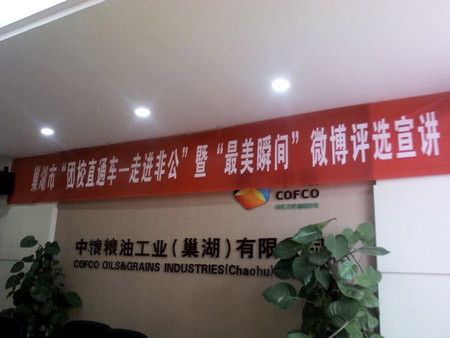 巢湖市“团校直通车—走进非公”暨“最美瞬间”微博评选宣讲
COFCO
中粮粮油工业(巢湖)有限
COFCO OILS&GRAINS INDUSTRIES(Chaohu)